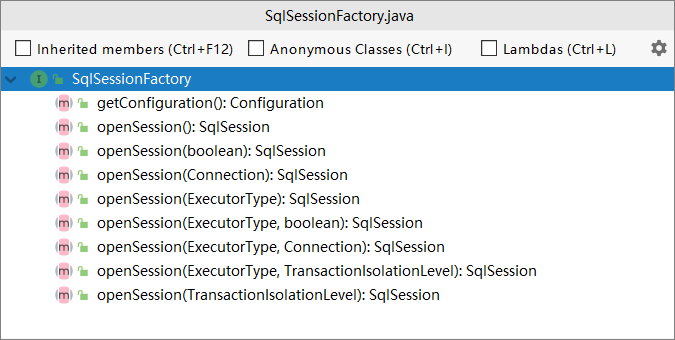 SqlSessionFactory.java
Inherited members (Ctrl+F12) Anonymous Classes (Ctrl+I) Lambdas (Ctrl+L)
I SqlSessionFactory
m getConfiguration(): Configuration
m openSession(): SqlSession
m openSession(boolean): SqlSession
m openSession(Connection): SqlSession
m openSession(ExecutorType): SqlSession
m openSession(ExecutorType, boolean): SqlSession
m openSession(ExecutorType, Connection): SqlSession
m openSession(ExecutorType, TransactionIsolationLevel): SqlSession
m openSession(TransactionIsolationLevel): SqlSession